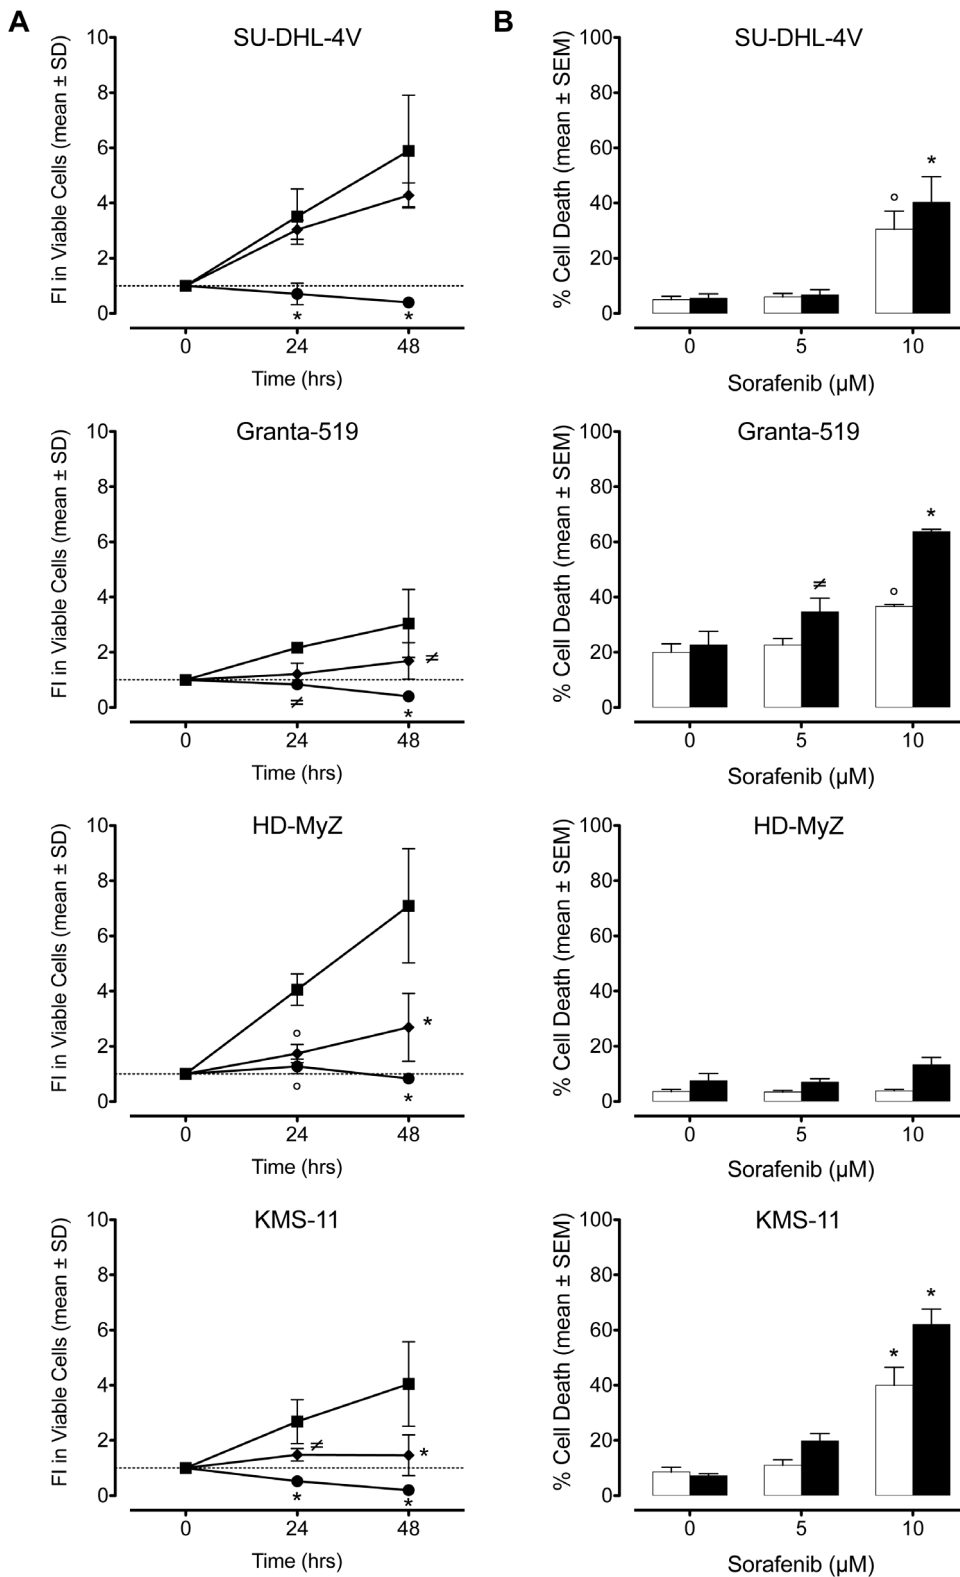 A
B
SU-DHL-4V
FI in Viable Cells (mean ± SD)
10
8
6
4
2
0
* *
0 24 48
Time (hrs)
SU-DHL-4V
% Cell Death (mean ± SEM)
100
80
60
40
20
0
° *
0 5 10
Sorafenib (µM)
Granta-519
FI in Viable Cells (mean ± SD)
10
8
6
4
2
0
≠
≠ *
0 24 48
Time (hrs)
Granta-519
% Cell Death (mean ± SEM)
100
80
60
40
20
0
≠ ° *
0 5 10
Sorafenib (µM)
HD-MyZ
FI in Viable Cells (mean ± SD)
10
8
6
4
2
0
° *
° *
0 24 48
Time (hrs)
HD-MyZ
% Cell Death (mean ± SEM)
100
80
60
40
20
0
0 5 10
Sorafenib (µM)
KMS-11
FI in Viable Cells (mean ± SD)
10
8
6
4
2
0
≠ *
* *
0 24 48
Time (hrs)
KMS-11
% Cell Death (mean ± SEM)
100
80
60
40
20
0
* *
0 5 10
Sorafenib (µM)